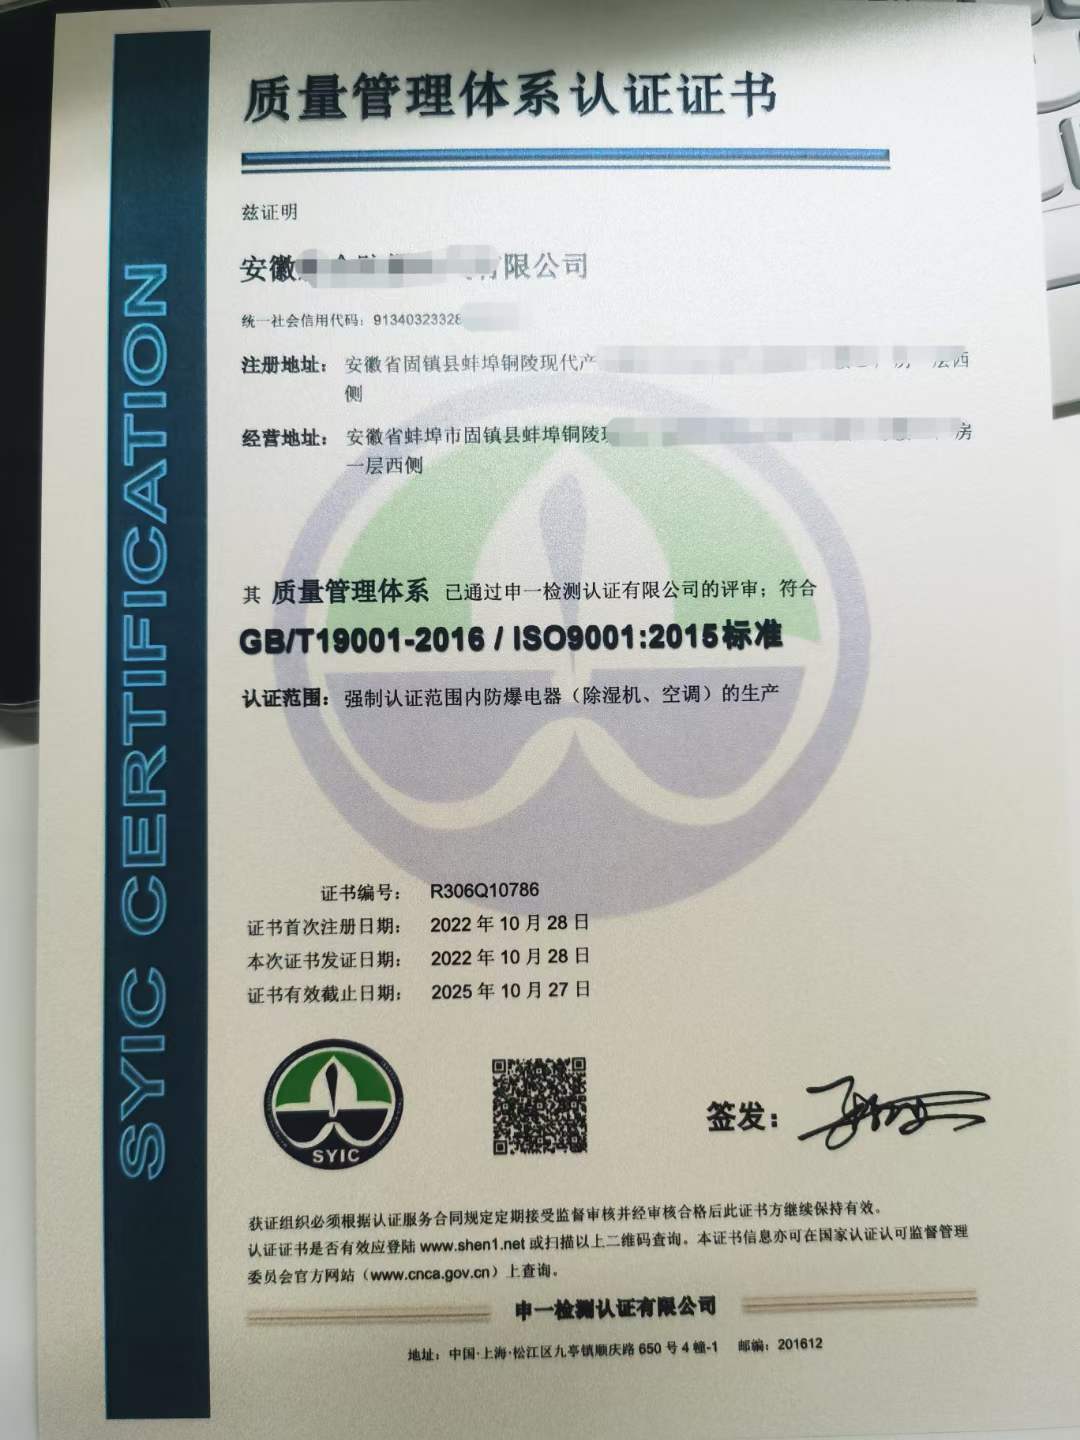 质量管理体系认证证书
兹证明
安徽 有限公司
统一社会信用代码：91340323328
注册地址：安徽省固镇县蚌埠铜陵现代产 层西
侧
经营地址：安徽省蚌埠市固镇县蚌埠铜陵现 房
一层西侧
其 质量管理体系 已通过申一检测认证有限公司的评审；符合
GB/T19001-2016 / ISO9001:2015标准
认证范围：强制认证范围内防爆电器（除湿机、空调）的生产
证书编号： R306Q10786
证书首次注册日期： 2022 年 10 月 28 日
本次证书发证日期： 2022 年 10 月 28 日
证书有效截止日期： 2025 年 10 月 27 日
SYIC
签发：
获证组织必须根据认证服务合同规定定期接受监督审核并经审核合格后此证书方继续保持有效。
认证证书是否有效应登陆 www.shen1.net 或扫描以上二维码查询。本证书信息亦可在国家认证认可监督管理
委员会官方网站（www.cnca.gov.cn）上查询。
申一检测认证有限公司
地址：中国·上海·松江区九亭镇顺庆路 650 号 4 幢-1 邮编：201612
SYIC CERTIFICATION